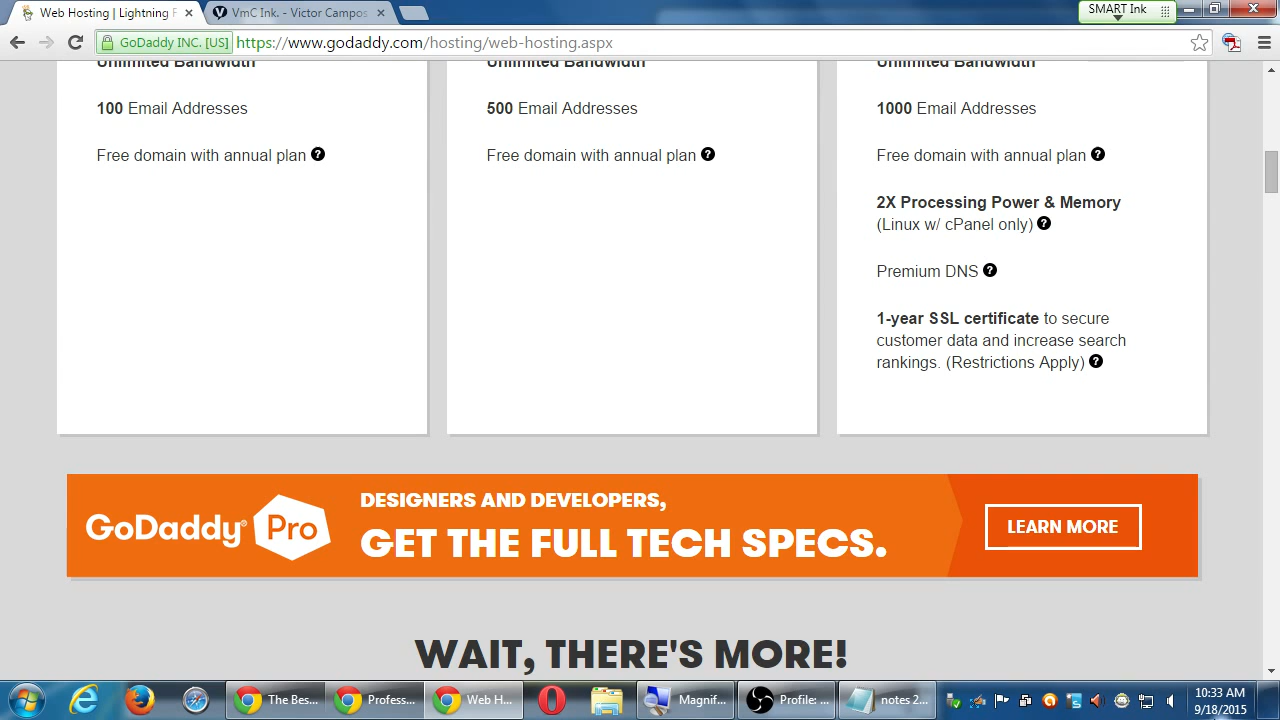 Web Hosting | Lightning F
VmC Ink. - Victor Campos
SMART Ink
GoDaddy INC. [US]
https://www.godaddy.com/hosting/web-hosting.aspx
Unlimited Bandwidth
100 Email Addresses
Free domain with annual plan ?
Unlimited Bandwidth
500 Email Addresses
Free domain with annual plan ?
Unlimited Bandwidth
1000 Email Addresses
Free domain with annual plan ?
2X Processing Power & Memory
(Linux w/ cPanel only) ?
Premium DNS ?
1-year SSL certificate to secure
customer data and increase search
rankings. (Restrictions Apply) ?
GoDaddy® Pro
DESIGNERS AND DEVELOPERS,
GET THE FULL TECH SPECS.
LEARN MORE
WAIT, THERE'S MORE!
The Bes...
Profess...
Web H...
Magnif...
Profile: ...
notes 2...
10:33 AM
9/18/2015